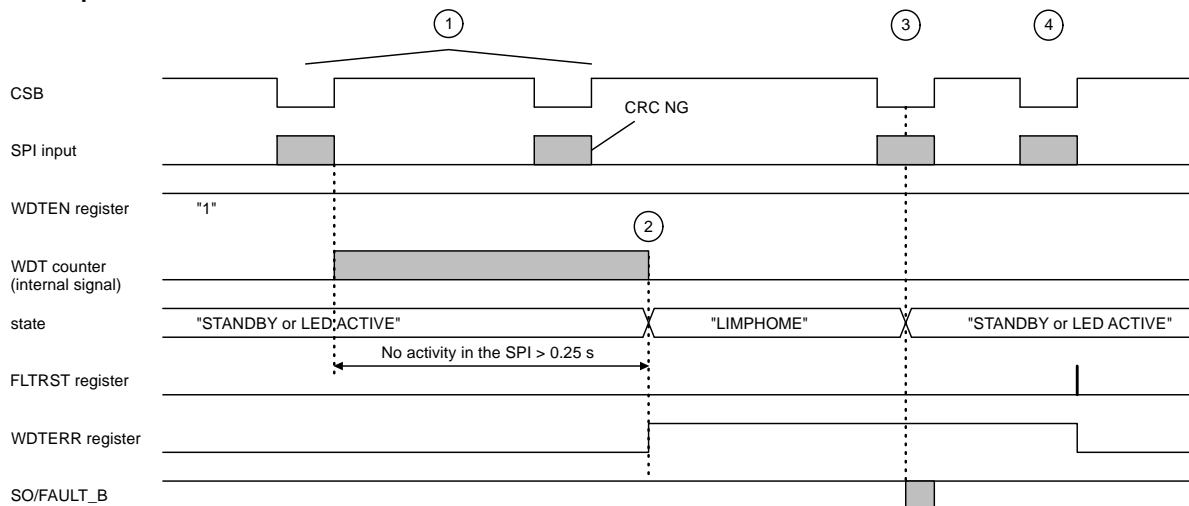 1
3
4
CSB
CRC NG
SPI input
WDTEN register
"1"
2
WDT counter
(internal signal)
state
"STANDBY or LED ACTIVE"
"LIMPHOME"
"STANDBY or LED ACTIVE"
No activity in the SPI > 0.25 s
FLTRST register
WDTERR register
SO/FAULT_B